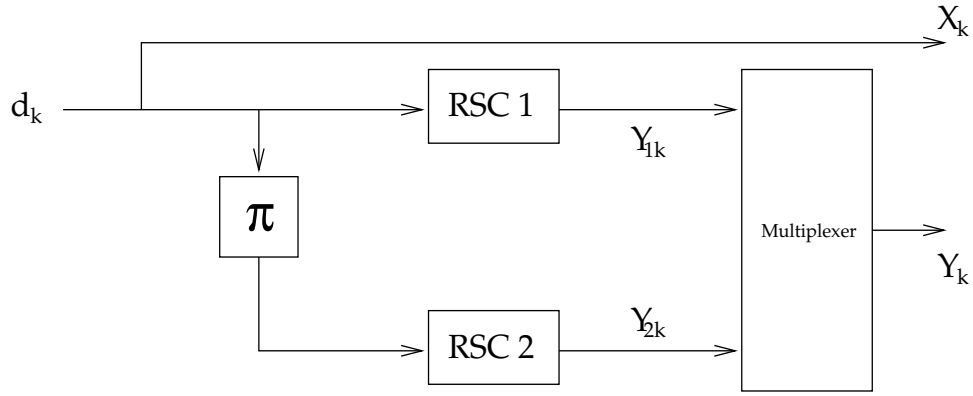 X_k
d_k
RSC 1
Y_1k
π
Multiplexer
Y_k
RSC 2
Y_2k